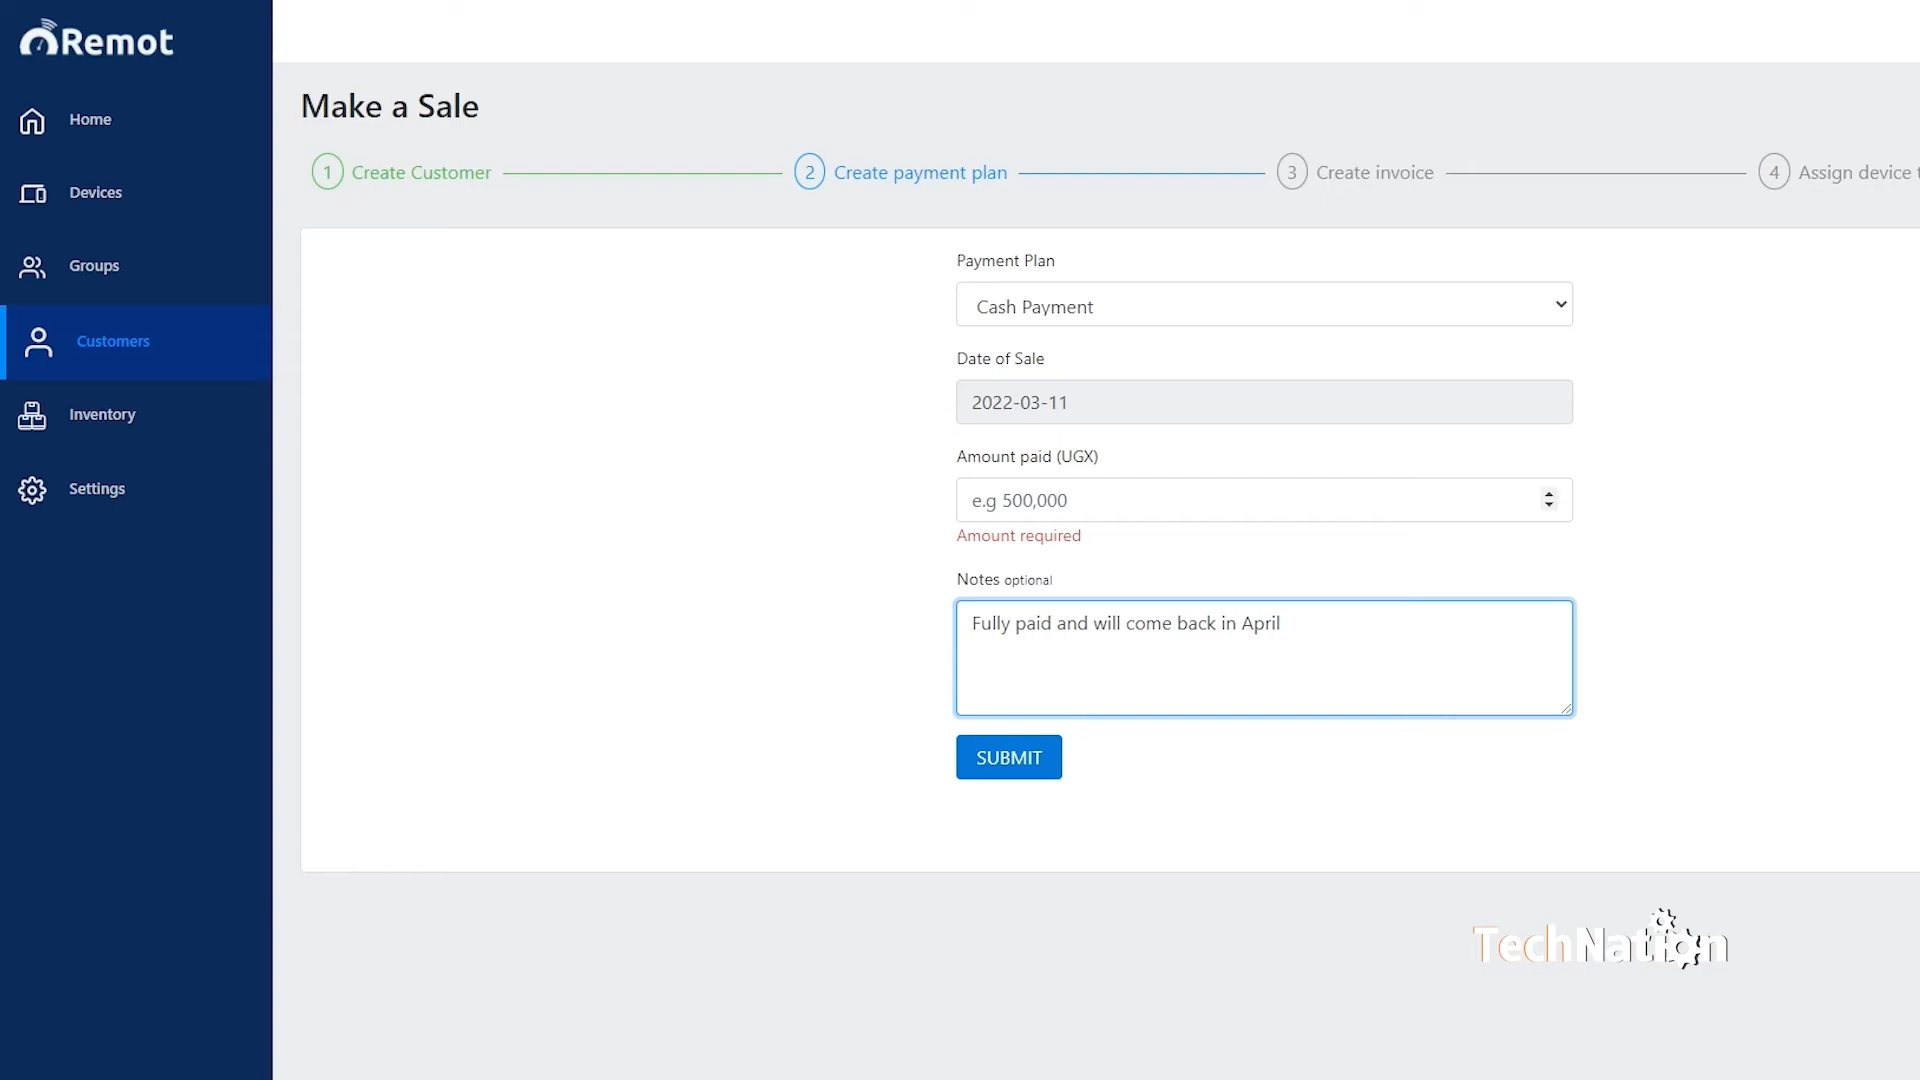 Remot
Home
Devices
Groups
Customers
Inventory
Settings
Make a Sale
1 Create Customer
2 Create payment plan
3 Create invoice
4 Assign device t
Payment Plan
Cash Payment
Date of Sale
2022-03-11
Amount paid (UGX)
e.g 500,000
Amount required
Notes optional
Fully paid and will come back in April
SUBMIT
TechNation